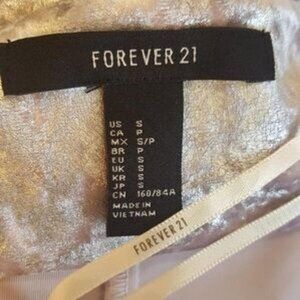 FOREVER 21
US S
CA P
MX S/P
BR P
EU S
UK S
KR S
JP S
CN 160/84A
MADE IN
VIETNAM
FOREVER 21